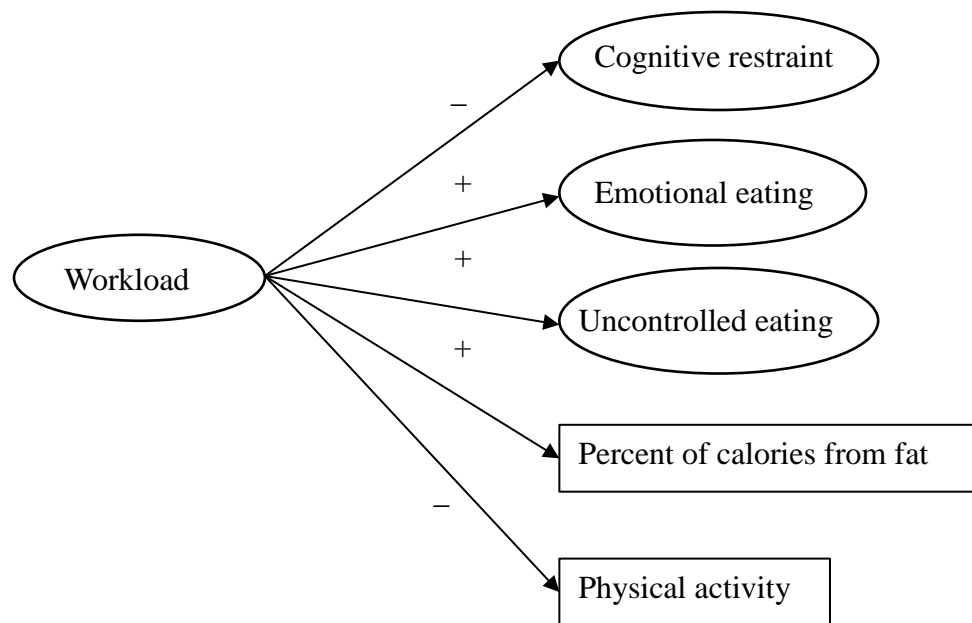 Cognitive restraint
−
+
Emotional eating
+
Workload
Uncontrolled eating
+
Percent of calories from fat
−
Physical activity